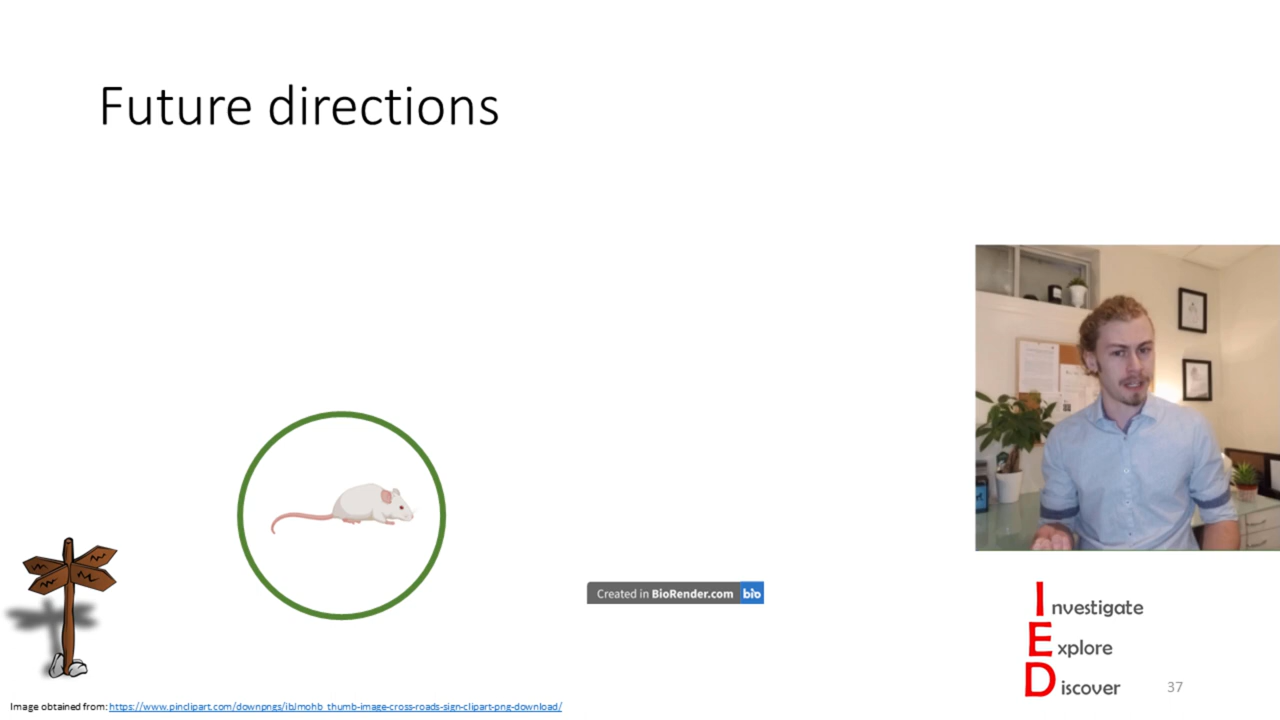 Future directions
Created in BioRender.com bio
Investigate
Explore
Discover
37
Image obtained from: https://www.pinclipart.com/downpngs/ibJmohb_thumb-image-cross-roads-sign-clipart-png-download/